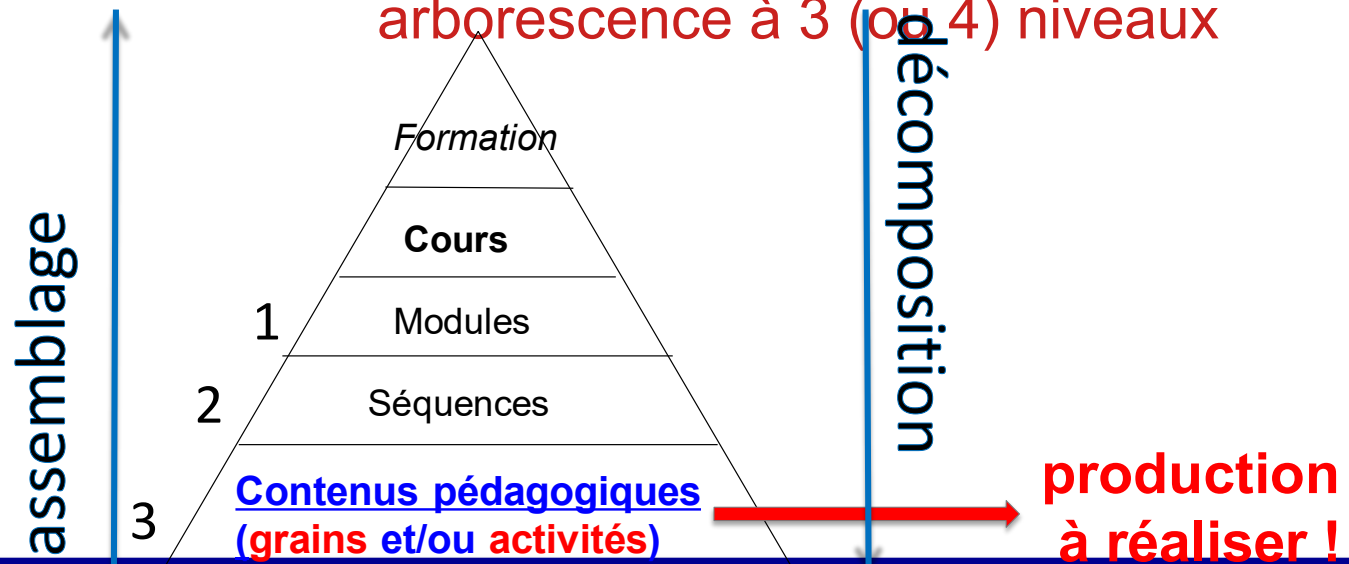 arborescence à 3 (ou 4) niveaux
assemblage
décomposition
Formation
Cours
1
Modules
2
Séquences
3
Contenus pédagogiques
(grains et/ou activités)
production
à réaliser !